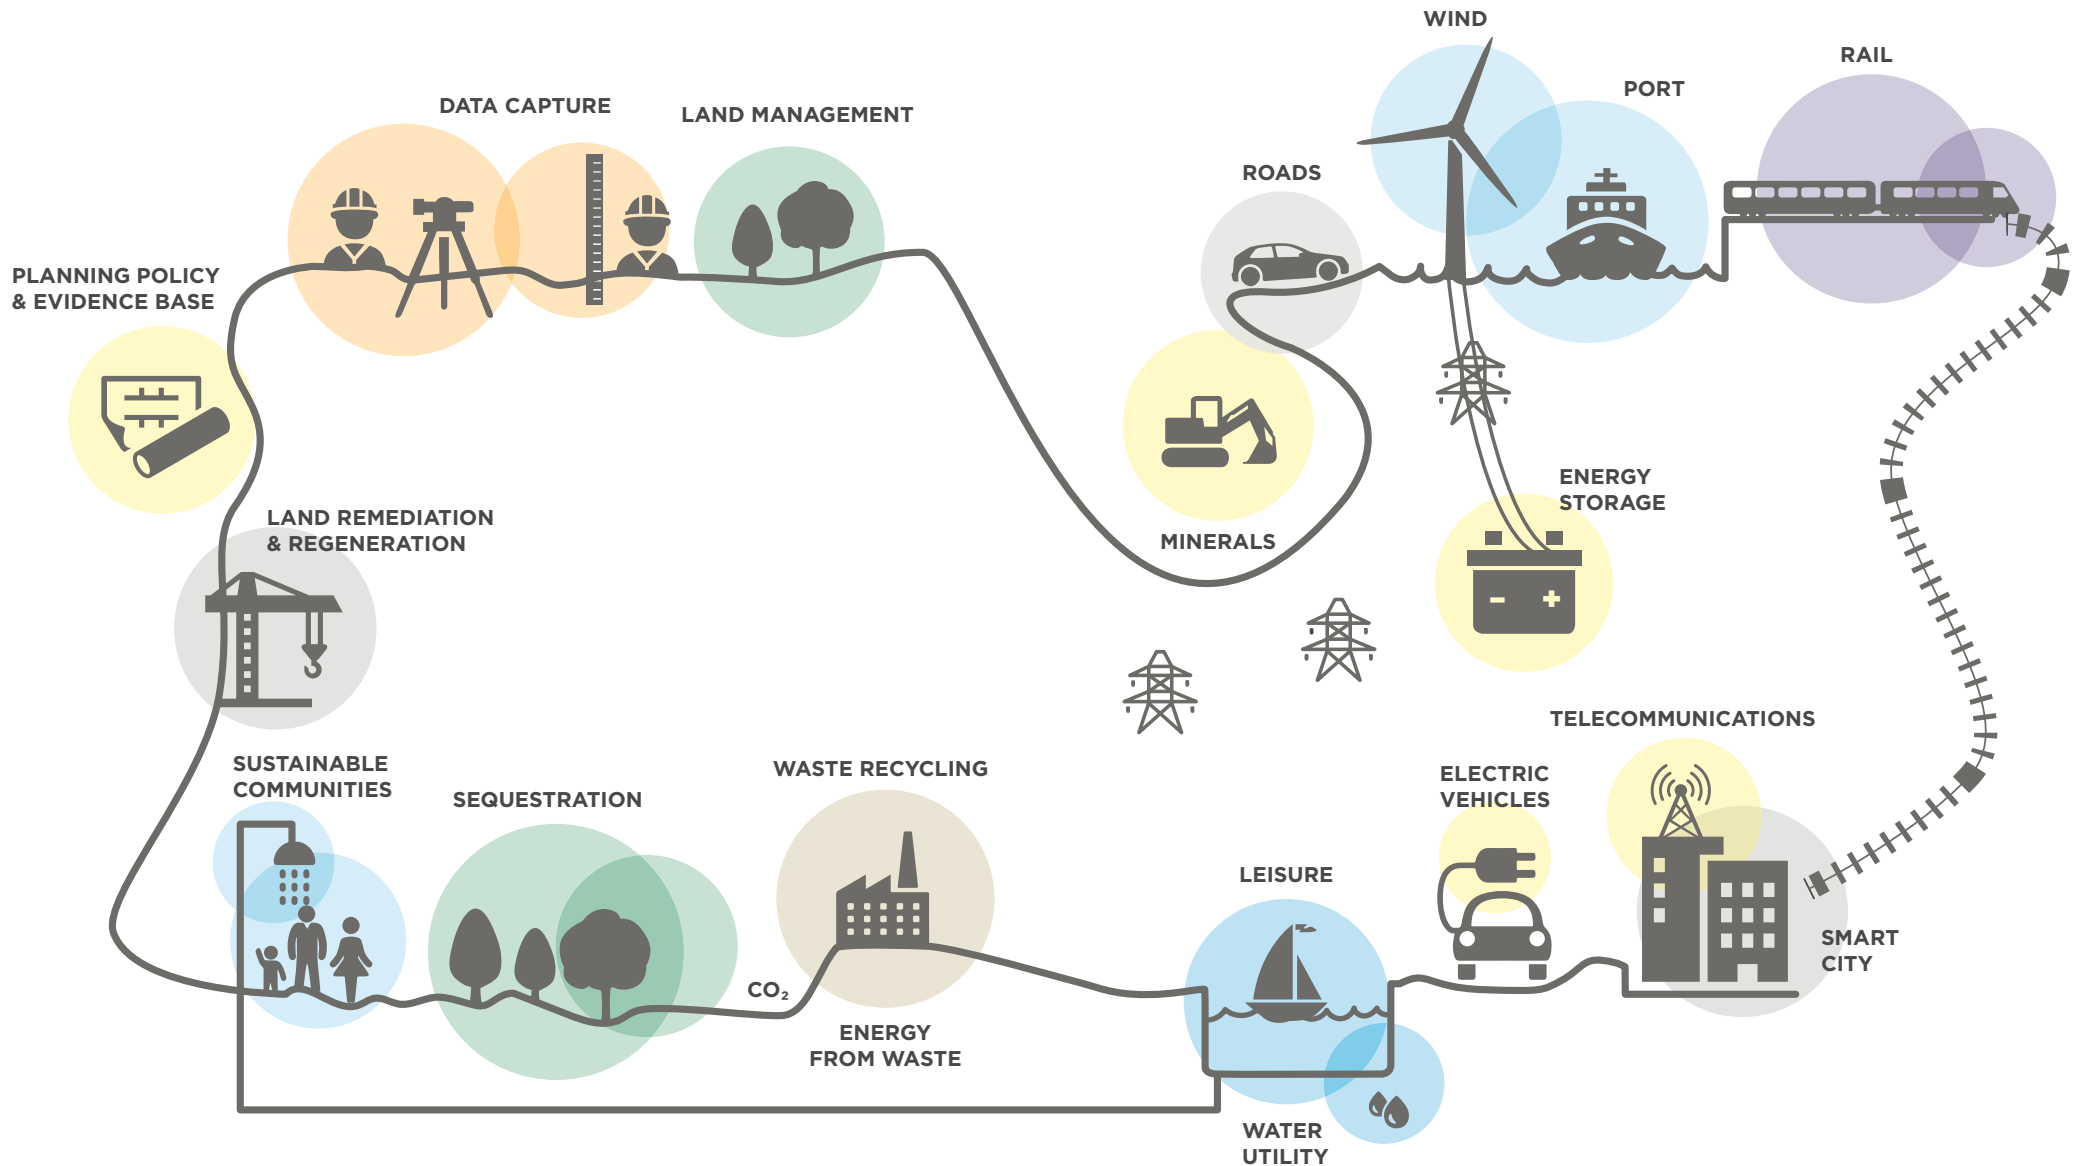 WIND
RAIL
PORT
DATA CAPTURE
LAND MANAGEMENT
ROADS
PLANNING POLICY
& EVIDENCE BASE
ENERGY
STORAGE
LAND REMEDIATION
& REGENERATION
MINERALS
TELECOMMUNICATIONS
SUSTAINABLE
COMMUNITIES
WASTE RECYCLING
ELECTRIC
VEHICLES
SEQUESTRATION
LEISURE
SMART
CITY
CO₂
ENERGY
FROM WASTE
WATER
UTILITY